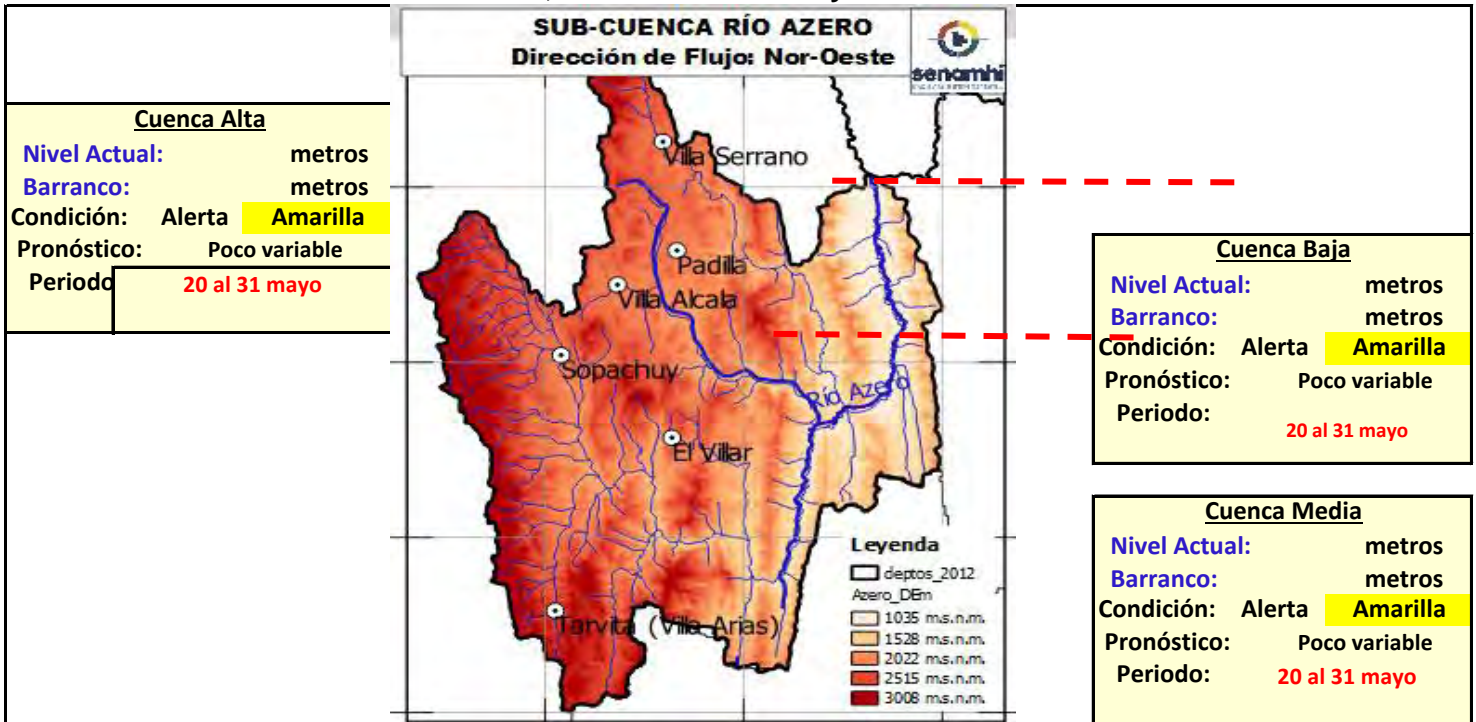 SUB-CUENCA RÍO AZERO
Dirección de Flujo: Nor-Oeste
senamhi
Cuenca Alta
Nivel Actual: metros
Barranco: metros
Condición: Alerta Amarilla
Pronóstico: Poco variable
Periodo 20 al 31 mayo
Villa Serrano
Padilla
Villa Alcala
Sopachuy
Río Azero
El Villar
Tarvita (Villa Arias)
Cuenca Baja
Nivel Actual: metros
Barranco: metros
Condición: Alerta Amarilla
Pronóstico: Poco variable
Periodo:
20 al 31 mayo
Cuenca Media
Nivel Actual: metros
Barranco: metros
Condición: Alerta Amarilla
Pronóstico: Poco variable
Periodo: 20 al 31 mayo
Leyenda
deptos_2012
Azero_DEm
1035 m.s.n.m.
1528 m.s.n.m.
2022 m.s.n.m.
2515 m.s.n.m.
3008 m.s.n.m.